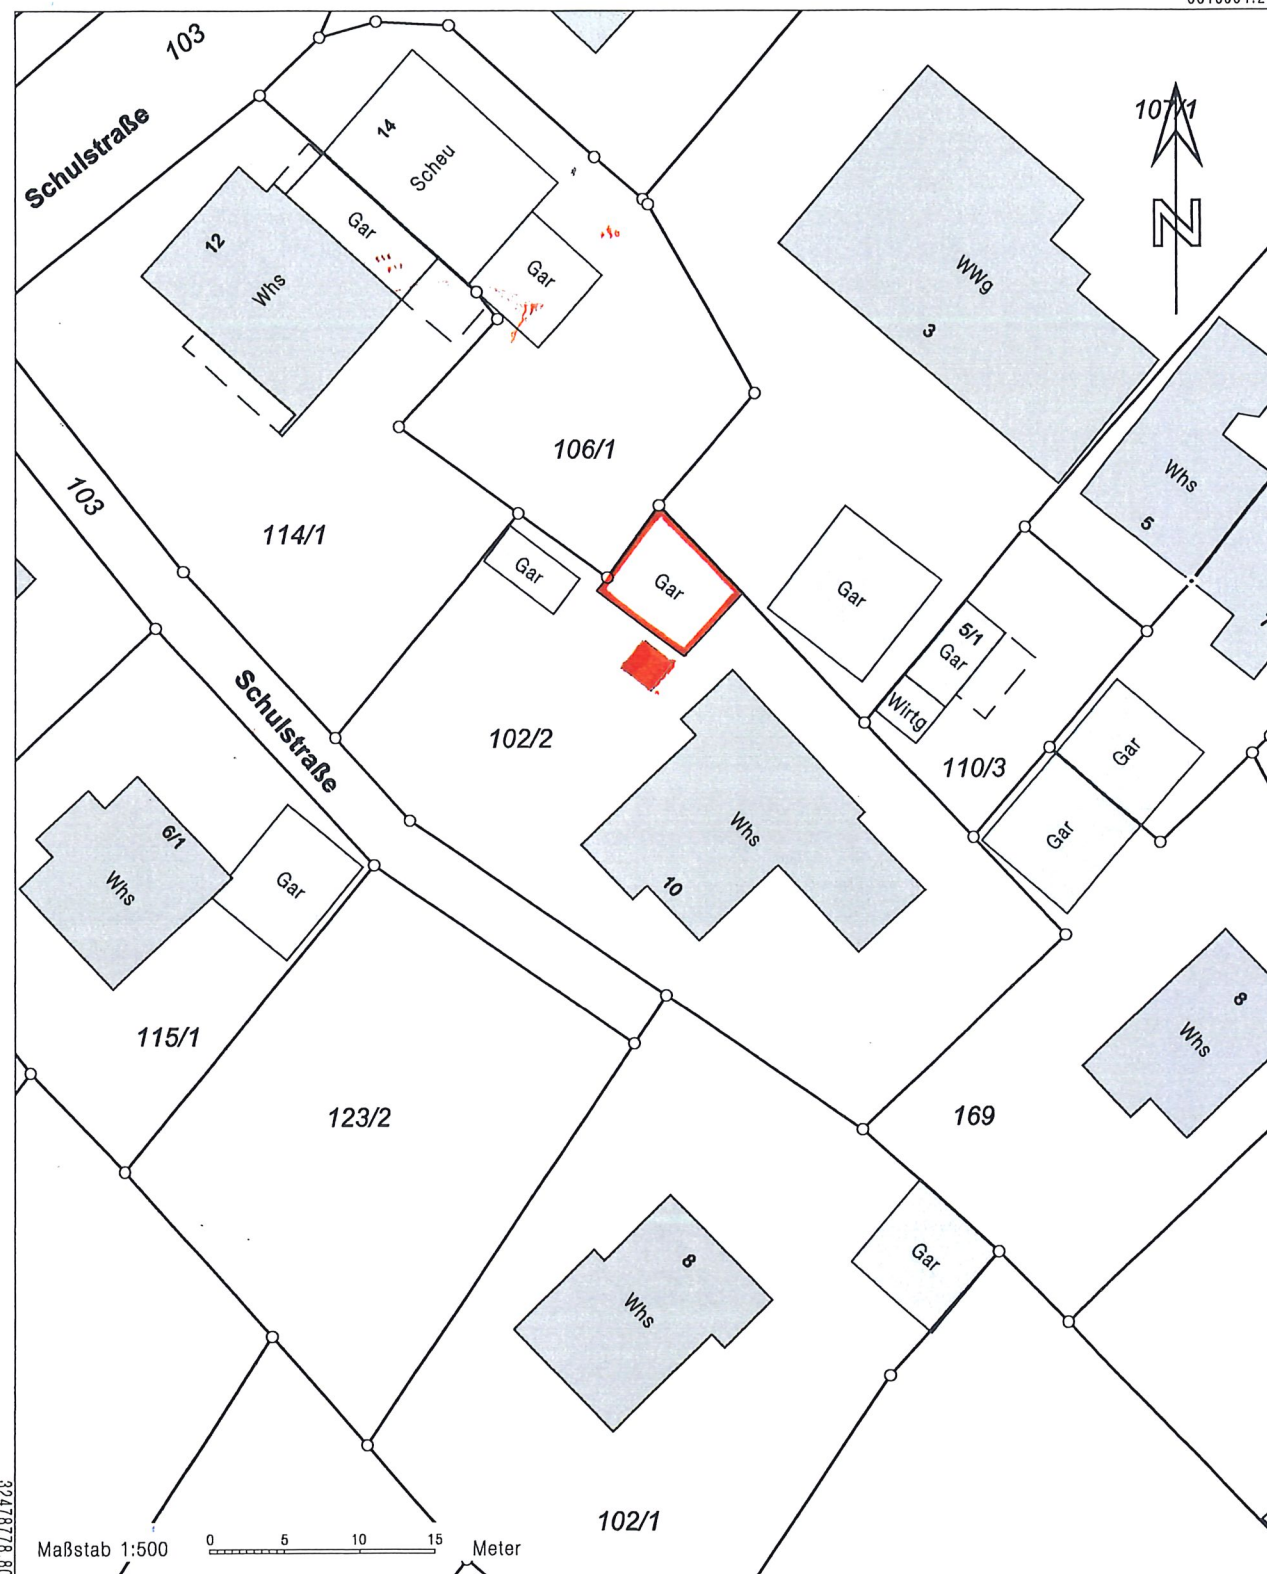 103
107/1
14
Scheu
Schulstraße
Gar
12
Whs
Gar
WWg
3
N
106/1
Whs
5
103
114/1
Gar
Gar
Gar
5/1
Gar
Wirtg
Schulstraße
102/2
110/3
Gar
6/1
Whs
Gar
Whs
10
Gar
8
Whs
115/1
123/2
169
8
Whs
Gar
102/1
Maßstab 1:500
0 5 10 15
Meter